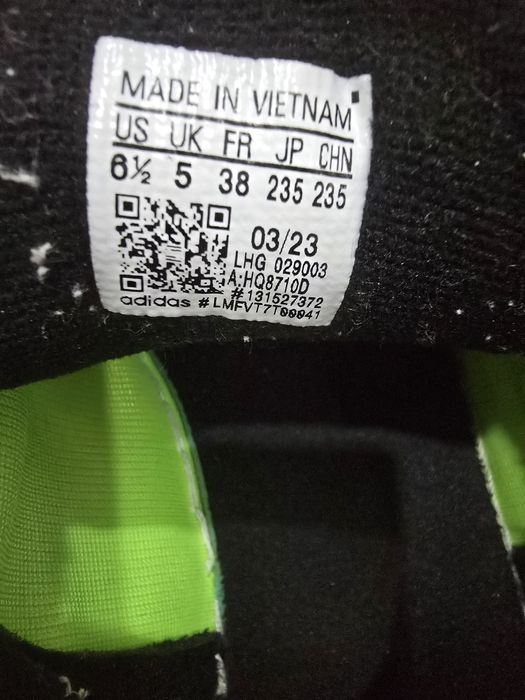 MADE IN VIETNAM
US UK FR JP CHN
6½ 5 38 235 235
03/23
LHG 029003
A:HQ8710D
#131527372
adidas #LMFVT7T00041